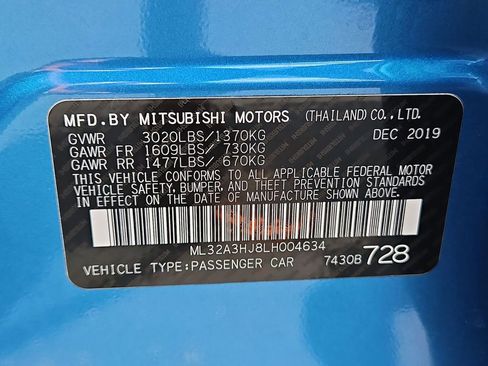 MFD.BY MITSUBISHI MOTORS (THAILAND)CO.,LTD.
GVWR 3020LBS/1370KG DEC 2019
GAWR FR 1609LBS/ 730KG
GAWR RR 1477LBS/ 670KG
THIS VEHICLE CONFORMS TO ALL APPLICABLE FEDERAL MOTOR
VEHICLE SAFETY, BUMPER, AND THEFT PREVENTION STANDARDS
IN EFFECT ON THE DATE OF MANUFACTURE SHOWN ABOVE.
ML32A3HJ8LH004634
VEHICLE TYPE:PASSENGER CAR 7430B 728